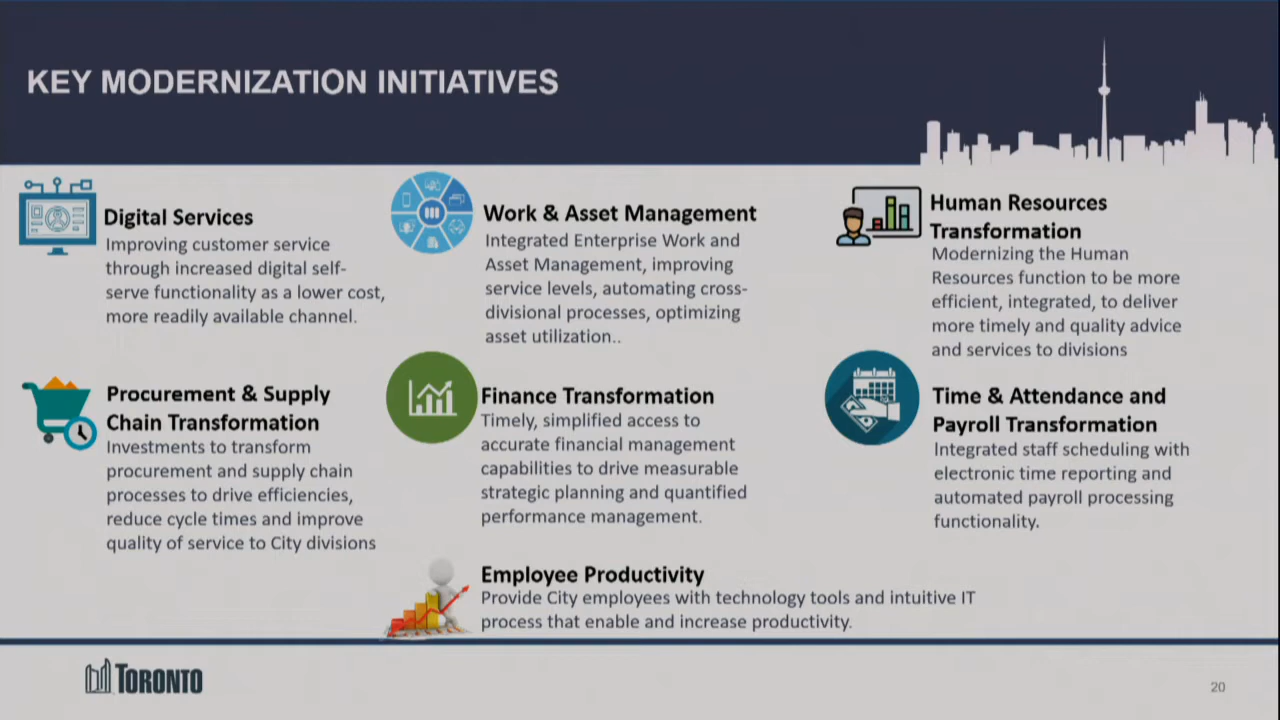 KEY MODERNIZATION INITIATIVES
Digital Services
Improving customer service
through increased digital self-
serve functionality as a lower cost,
more readily available channel.
Work & Asset Management
Integrated Enterprise Work and
Asset Management, improving
service levels, automating cross-
divisional processes, optimizing
asset utilization..
Human Resources
Transformation
Modernizing the Human
Resources function to be more
efficient, integrated, to deliver
more timely and quality advice
and services to divisions
Procurement & Supply
Chain Transformation
Investments to transform
procurement and supply chain
processes to drive efficiencies,
reduce cycle times and improve
quality of service to City divisions
Finance Transformation
Timely, simplified access to
accurate financial management
capabilities to drive measurable
strategic planning and quantified
performance management.
Time & Attendance and
Payroll Transformation
Integrated staff scheduling with
electronic time reporting and
automated payroll processing
functionality.
Employee Productivity
Provide City employees with technology tools and intuitive IT
process that enable and increase productivity.
TORONTO
20